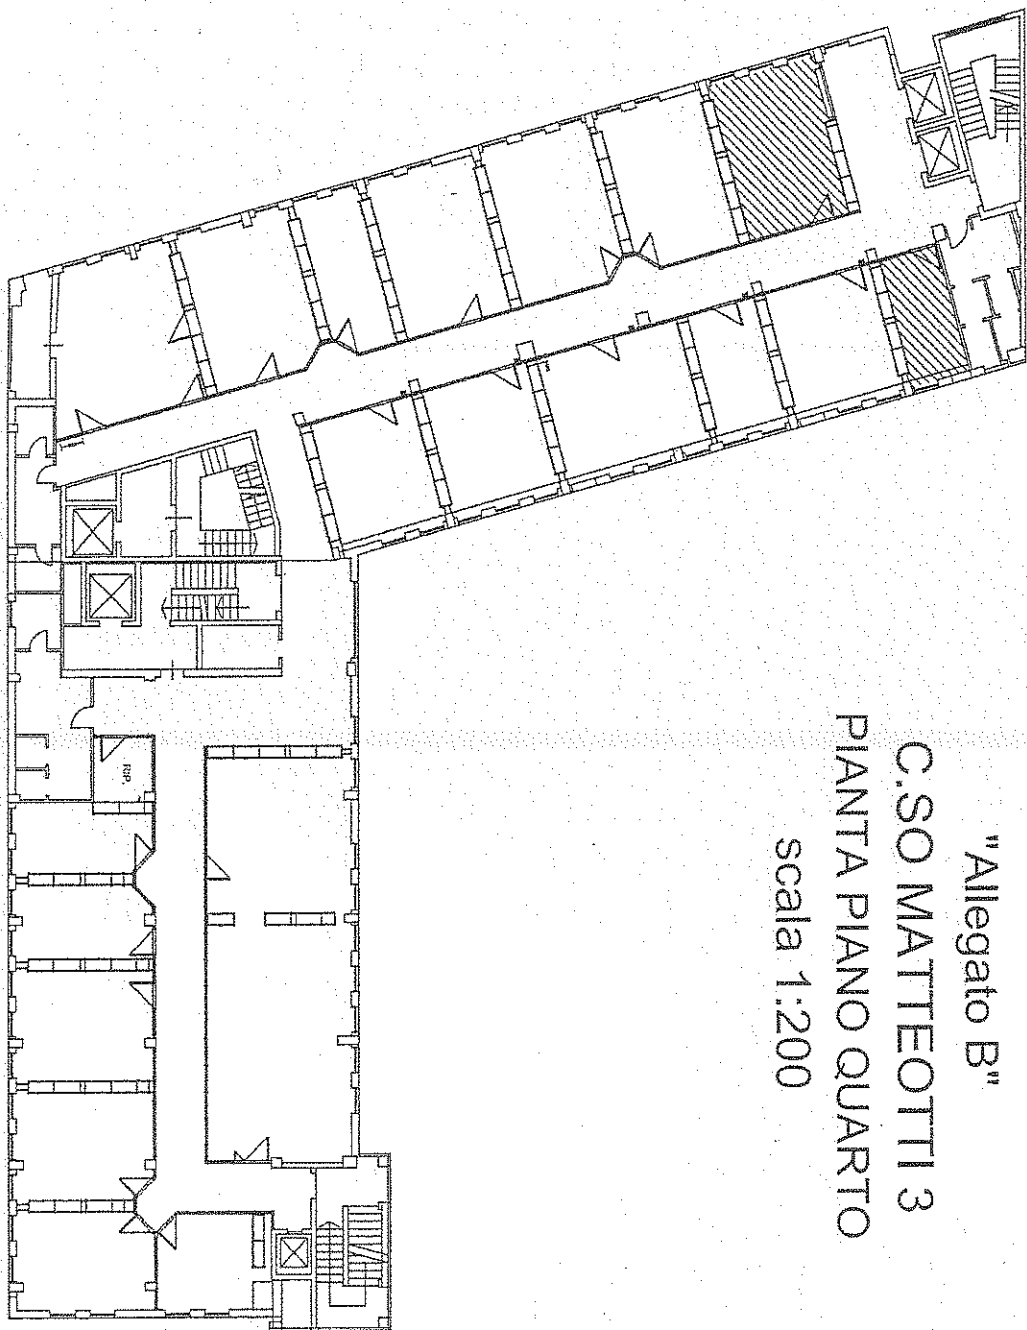 "Allegato B"
C.SO MATTEOTTI 3
PIANTA PIANO QUARTO
scala 1:200
RIP.